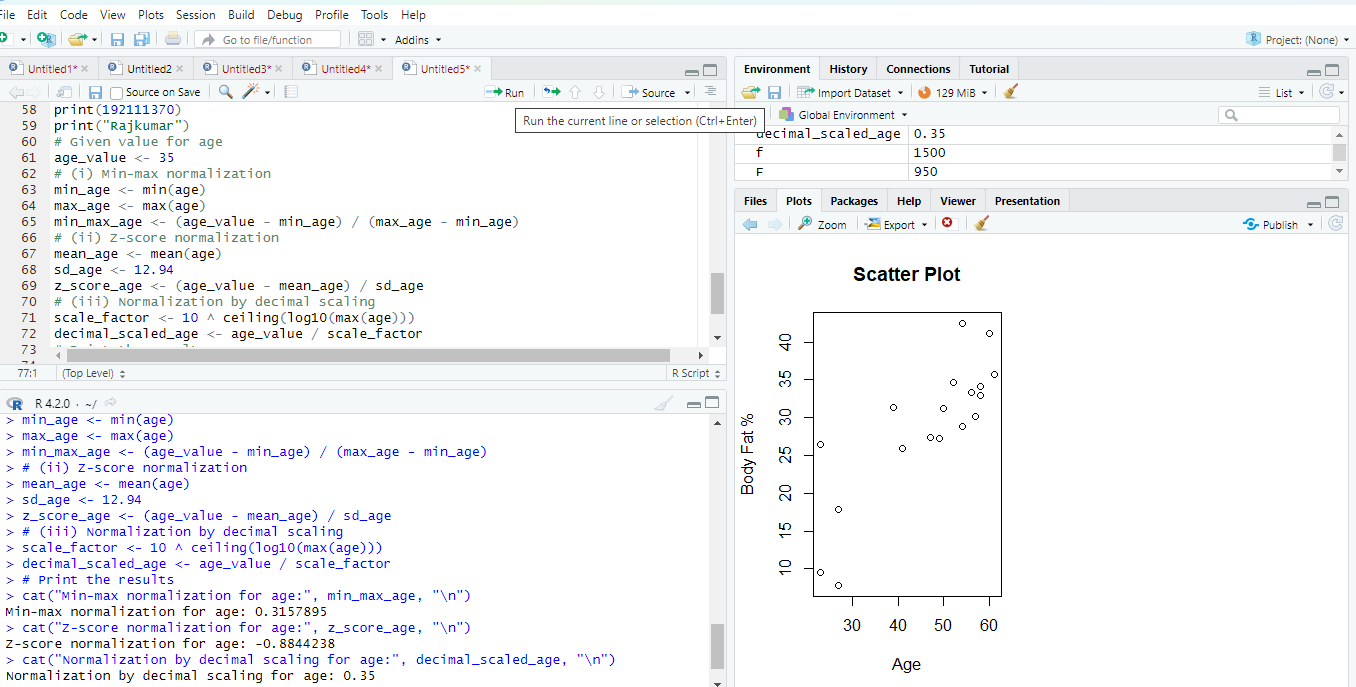 File Edit Code View Plots Session Build Debug Profile Tools Help
Go to file/function Addins Project: (None)
Untitled1* Untitled2 Untitled3* Untitled4* Untitled5*
Source on Save Run Source
Run the current line or selection (Ctrl+Enter)
58 print(192111370)
59 print("Rajkumar")
60 # Given value for age
61 age_value <- 35
62 # (i) Min-max normalization
63 min_age <- min(age)
64 max_age <- max(age)
65 min_max_age <- (age_value - min_age) / (max_age - min_age)
66 # (ii) Z-score normalization
67 mean_age <- mean(age)
68 sd_age <- 12.94
69 z_score_age <- (age_value - mean_age) / sd_age
70 # (iii) Normalization by decimal scaling
71 scale_factor <- 10 ^ ceiling(log10(max(age)))
72 decimal_scaled_age <- age_value / scale_factor
73
77:1 (Top Level) R Script
R R 4.2.0 · ~/
> min_age <- min(age)
> max_age <- max(age)
> min_max_age <- (age_value - min_age) / (max_age - min_age)
> # (ii) Z-score normalization
> mean_age <- mean(age)
> sd_age <- 12.94
> z_score_age <- (age_value - mean_age) / sd_age
> # (iii) Normalization by decimal scaling
> scale_factor <- 10 ^ ceiling(log10(max(age)))
> decimal_scaled_age <- age_value / scale_factor
> # Print the results
> cat("Min-max normalization for age:", min_max_age, "\n")
Min-max normalization for age: 0.3157895
> cat("Z-score normalization for age:", z_score_age, "\n")
Z-score normalization for age: -0.8844238
> cat("Normalization by decimal scaling for age:", decimal_scaled_age, "\n")
Normalization by decimal scaling for age: 0.35
Environment History Connections Tutorial
Import Dataset 129 MiB List
Global Environment
decimal_scaled_age 0.35
f 1500
F 950
Files Plots Packages Help Viewer Presentation
Zoom Export Publish
Scatter Plot
Body Fat %
40
35
30
25
20
15
10
30 40 50 60
Age